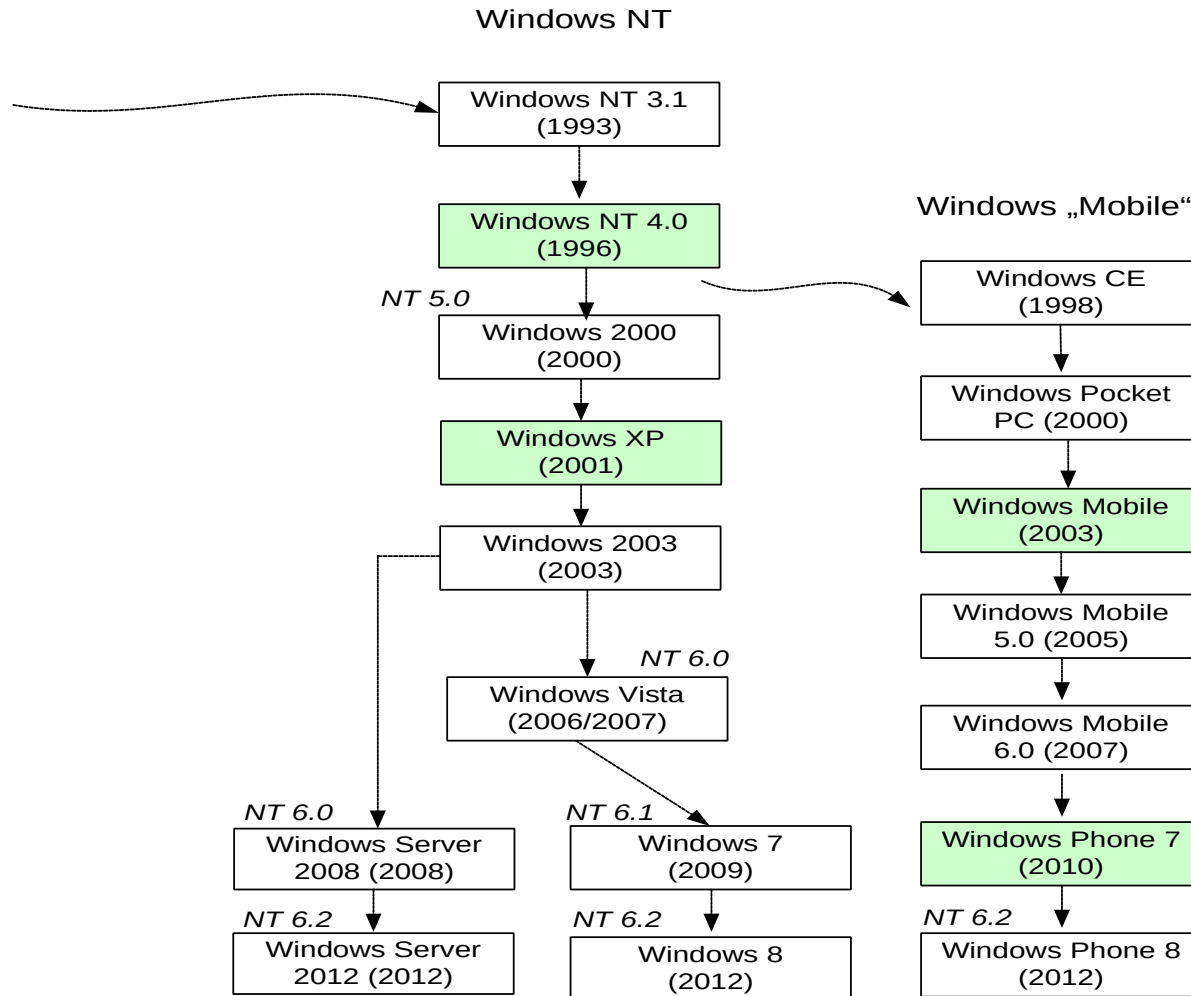 Windows NT
Windows NT 3.1
(1993)
Windows NT 4.0
(1996)
NT 5.0
Windows 2000
(2000)
Windows XP
(2001)
Windows 2003
(2003)
NT 6.0
Windows Vista
(2006/2007)
NT 6.0
Windows Server
2008 (2008)
NT 6.2
Windows Server
2012 (2012)
NT 6.1
Windows 7
(2009)
NT 6.2
Windows 8
(2012)
Windows „Mobile“
Windows CE
(1998)
Windows Pocket
PC (2000)
Windows Mobile
(2003)
Windows Mobile
5.0 (2005)
Windows Mobile
6.0 (2007)
Windows Phone 7
(2010)
NT 6.2
Windows Phone 8
(2012)